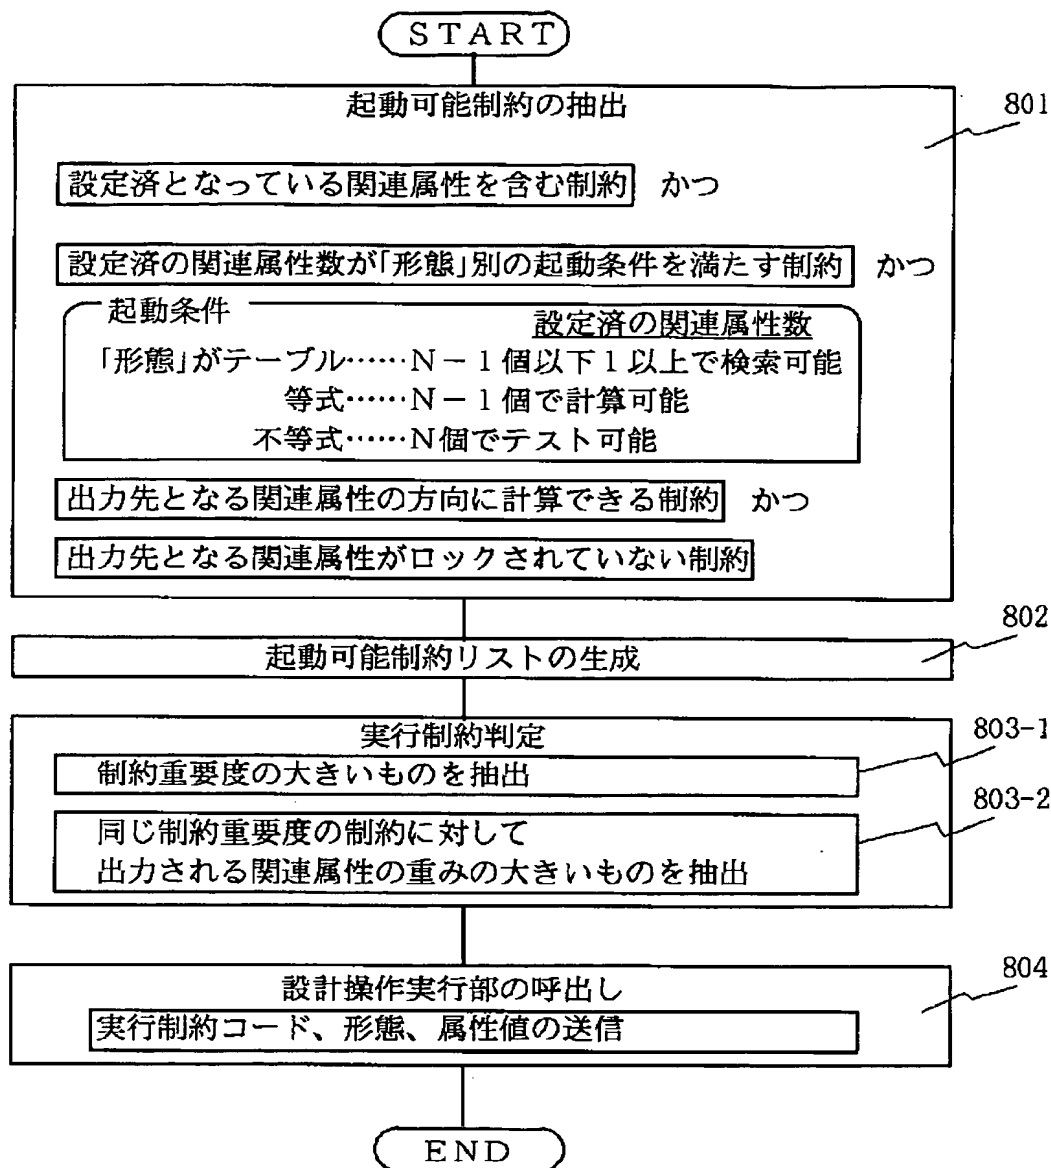 START
起動可能制約の抽出
801
設定済となっている関連属性を含む制約 かつ
設定済の関連属性数が「形態」別の起動条件を満たす制約 かつ
起動条件
設定済の関連属性数
「形態」がテーブル……N－1個以下1以上で検索可能
等式……N－1個で計算可能
不等式……N個でテスト可能
出力先となる関連属性の方向に計算できる制約 かつ
出力先となる関連属性がロックされていない制約
802
起動可能制約リストの生成
実行制約判定
803-1
制約重要度の大きいものを抽出
803-2
同じ制約重要度の制約に対して
出力される関連属性の重みの大きいものを抽出
804
設計操作実行部の呼出し
実行制約コード、形態、属性値の送信
END